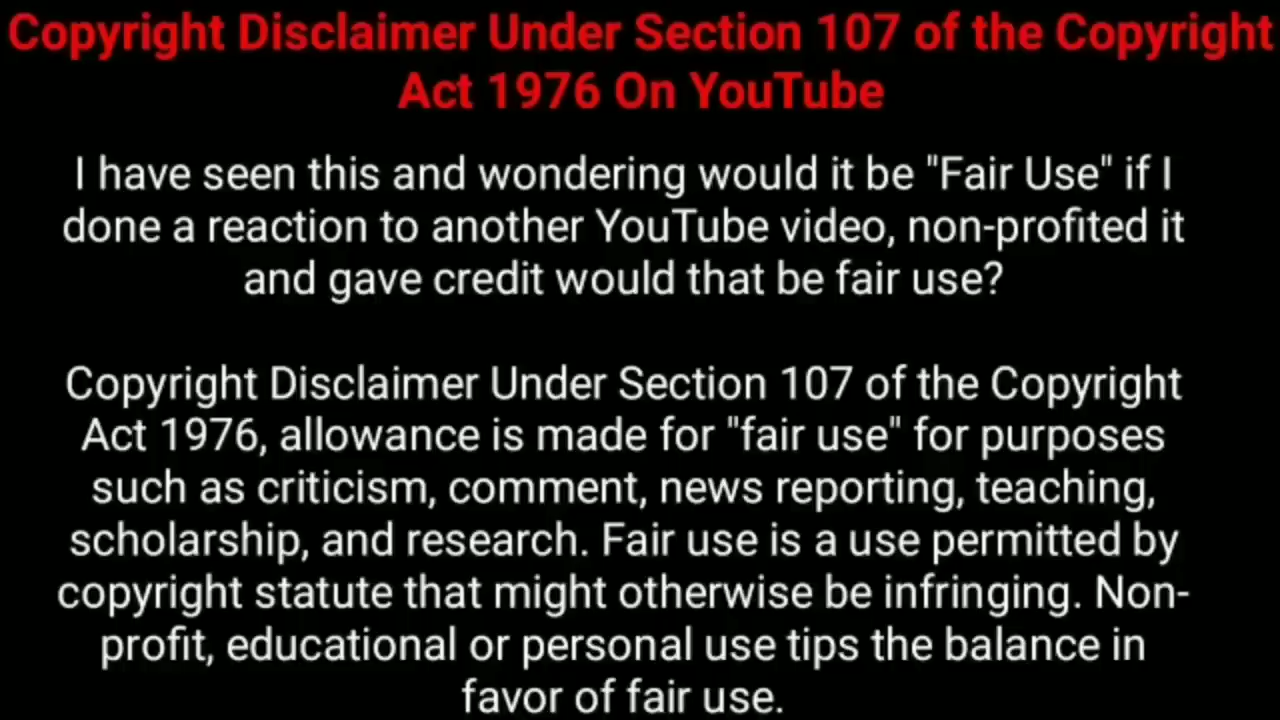 Copyright Disclaimer Under Section 107 of the Copyright
Act 1976 On YouTube
I have seen this and wondering would it be "Fair Use" if I
done a reaction to another YouTube video, non-profited it
and gave credit would that be fair use?
Copyright Disclaimer Under Section 107 of the Copyright
Act 1976, allowance is made for "fair use" for purposes
such as criticism, comment, news reporting, teaching,
scholarship, and research. Fair use is a use permitted by
copyright statute that might otherwise be infringing. Non-
profit, educational or personal use tips the balance in
favor of fair use.